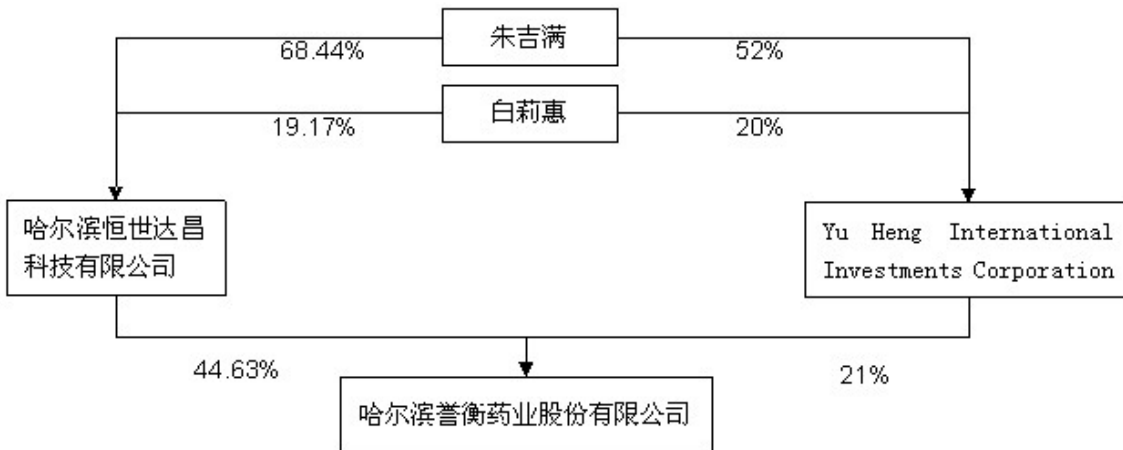 朱吉满
68.44%
52%
白莉惠
19.17%
20%
哈尔滨恒世达昌
科技有限公司
Yu Heng International
Investments Corporation
44.63%
21%
哈尔滨誉衡药业股份有限公司